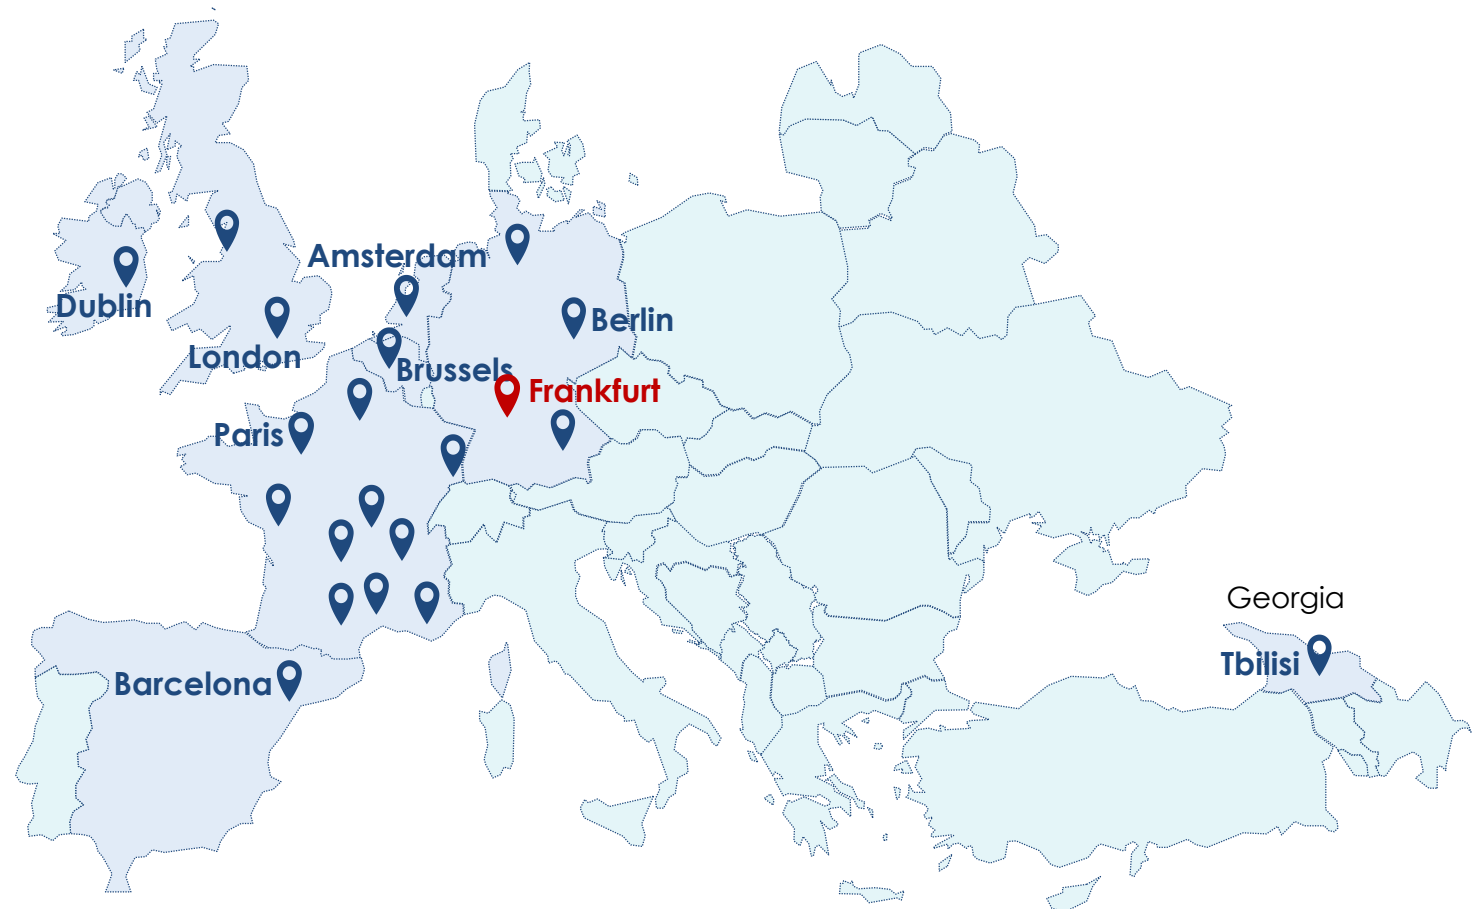 Amsterdam
Dublin
Berlin
London
Brussels
Frankfurt
Paris
Georgia
Tbilisi
Barcelona